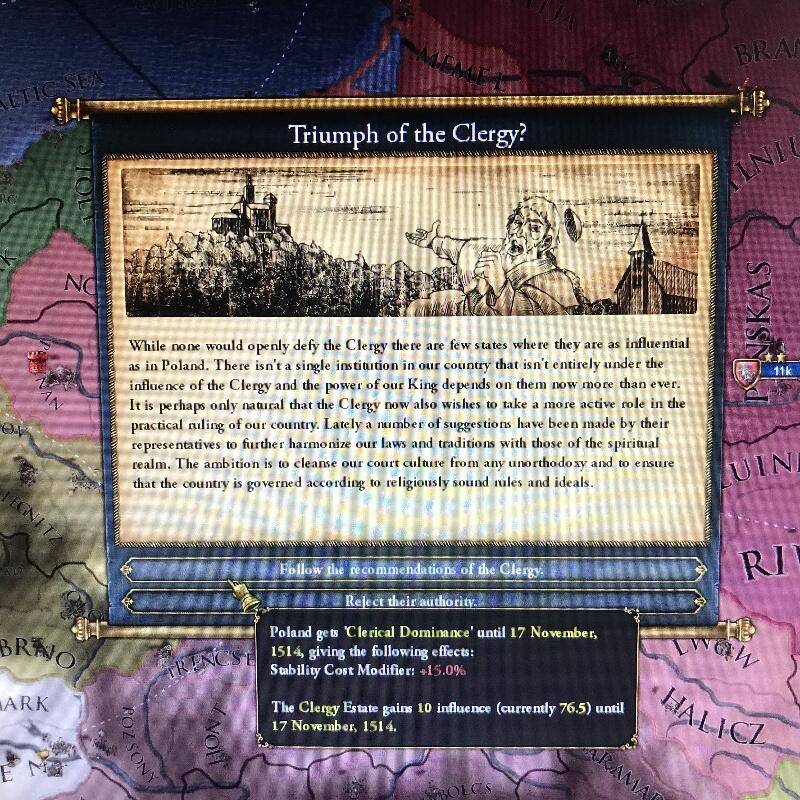 MEMEL
Triumph of the Clergy?
While none would openly defy the Clergy there are few states where they are as influential
as in Poland. There isn't a single institution in our country that isn't entirely under the
influence of the Clergy and the power of our King depends on them now more than ever.
It is perhaps only natural that the Clergy now also wishes to take a more active role in the
practical ruling of our country. Lately a number of suggestions have been made by their
representatives to further harmonize our laws and traditions with those of the spiritual
realm. The ambition is to cleanse our court culture from any unorthodoxy and to ensure
that the country is governed according to religiously sound rules and ideals.
11k
Follow the recommendations of the Clergy.
Reject their authority.
Poland gets 'Clerical Dominance' until 17 November,
1514, giving the following effects:
Stability Cost Modifier: +15.0%
The Clergy Estate gains 10 influence (currently 76.5) until
17 November, 1514.
BRNO
LWOW
HALICZ
POZSONY